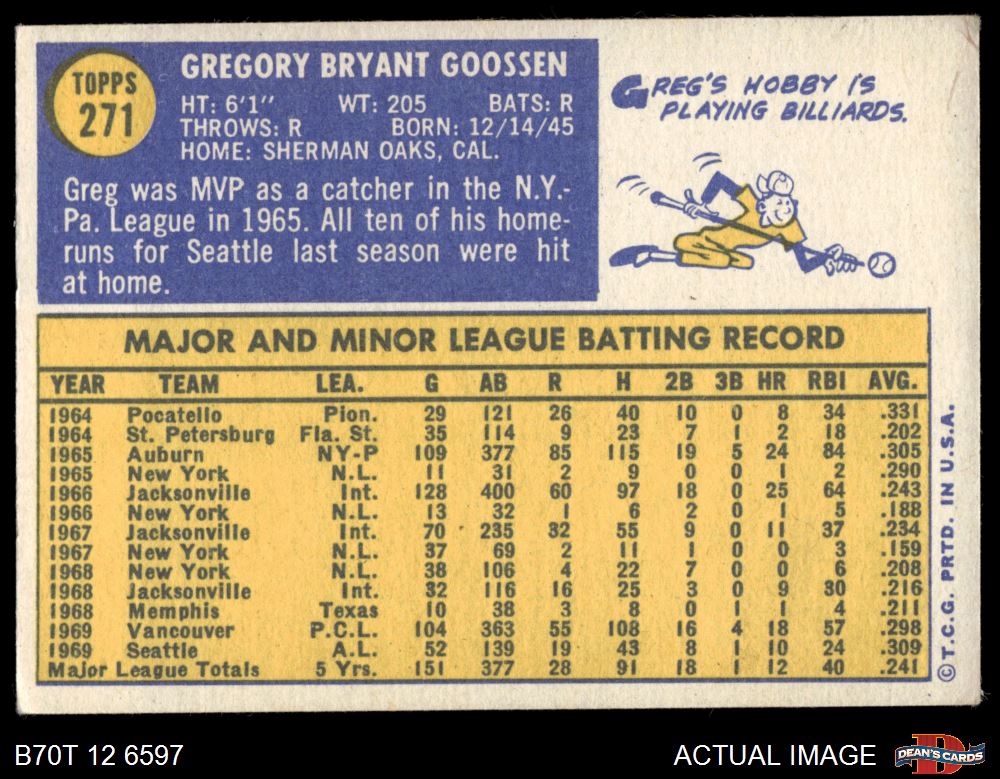 TOPPS
271
GREGORY BRYANT GOOSSEN
HT: 6'1" WT: 205 BATS: R
THROWS: R BORN: 12/14/45
HOME: SHERMAN OAKS, CAL.
Greg was MVP as a catcher in the N.Y.-
Pa. League in 1965. All ten of his home-
runs for Seattle last season were hit
at home.
GREG'S HOBBY IS
PLAYING BILLIARDS.
MAJOR AND MINOR LEAGUE BATTING RECORD
YEAR TEAM LEA. G AB R H 2B 3B HR RBI AVG.
1964 Pocatello Pion. 29 121 26 40 10 0 8 34 .331
1964 St. Petersburg Fla. St. 35 114 9 23 7 1 2 18 .202
1965 Auburn NY-P 109 377 85 115 19 5 24 84 .305
1965 New York N.L. 11 31 2 9 0 0 1 2 .290
1966 Jacksonville Int. 128 400 60 97 18 0 25 64 .243
1966 New York N.L. 13 32 1 6 2 0 1 5 .188
1967 Jacksonville Int. 70 235 32 55 9 0 11 37 .234
1967 New York N.L. 37 69 2 11 1 0 0 3 .159
1968 New York N.L. 38 106 4 22 7 0 0 6 .208
1968 Jacksonville Int. 32 116 16 25 3 0 9 30 .216
1968 Memphis Texas 10 38 3 8 0 1 1 4 .211
1969 Vancouver P.C.L. 104 363 55 108 16 4 18 57 .298
1969 Seattle A.L. 52 139 19 43 8 1 10 24 .309
Major League Totals 5 Yrs. 151 377 28 91 18 1 12 40 .241
©T.C.G. PRTD. IN U.S.A.
B70T 12 6597
ACTUAL IMAGE
D
DEAN'S CARDS